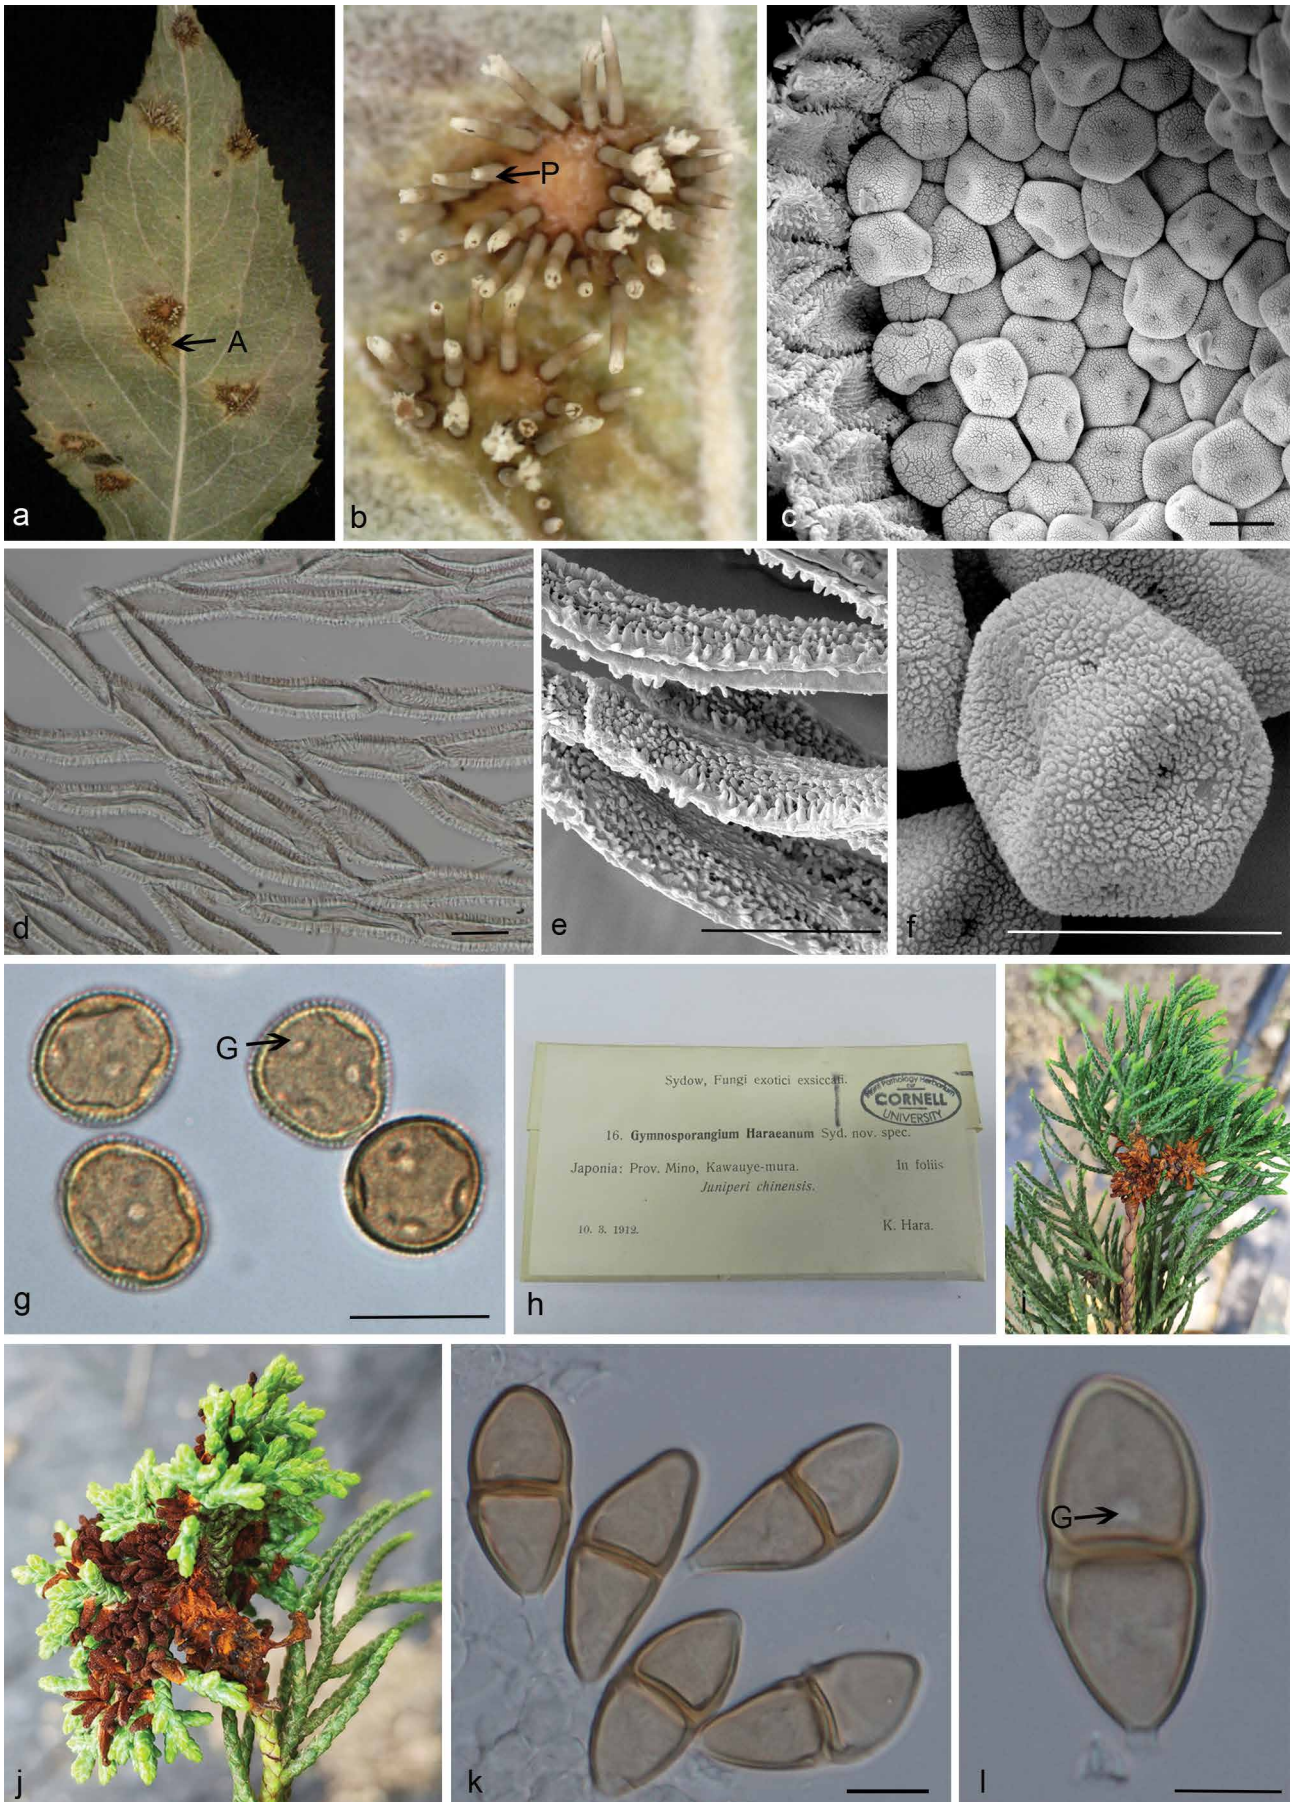 a
A
b
P
c
d
e
f
g
G
h
Sydow, Fungi exotici exsiccati.
Plant Pathology Herbarium
OF
CORNELL
UNIVERSITY
16. Gymnosporangium Haraeanum Syd. nov. spec.
Japonia: Prov. Mino, Kawauye-mura. In foliis
Juniperi chinensis.
10. 3. 1912. K. Hara.
i
j
k
l
G